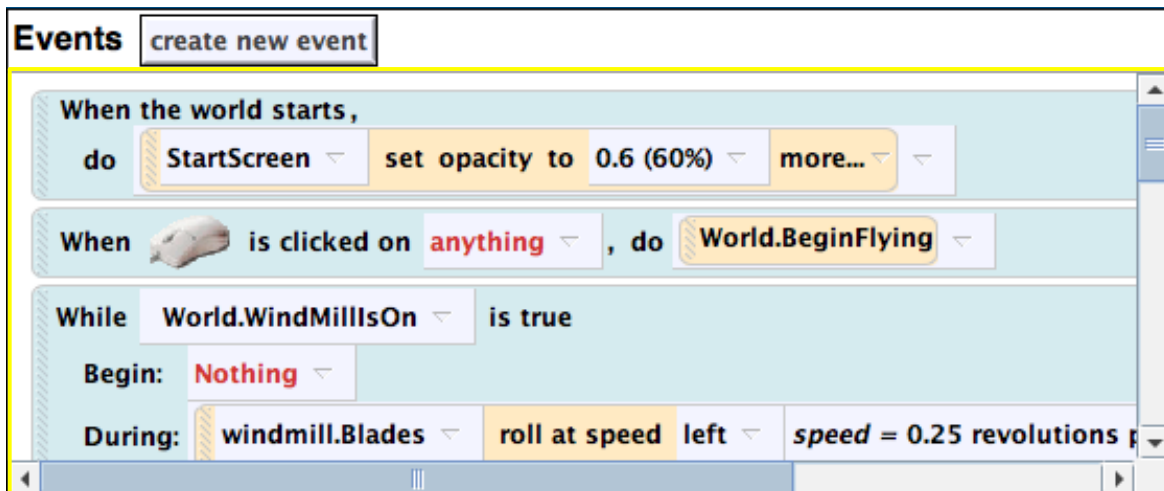 Events create new event
When the world starts,
do StartScreen set opacity to 0.6 (60%) more...
When is clicked on anything , do World.BeginFlying
While World.WindMillIsOn is true
Begin: Nothing
During: windmill.Blades roll at speed left speed = 0.25 revolutions